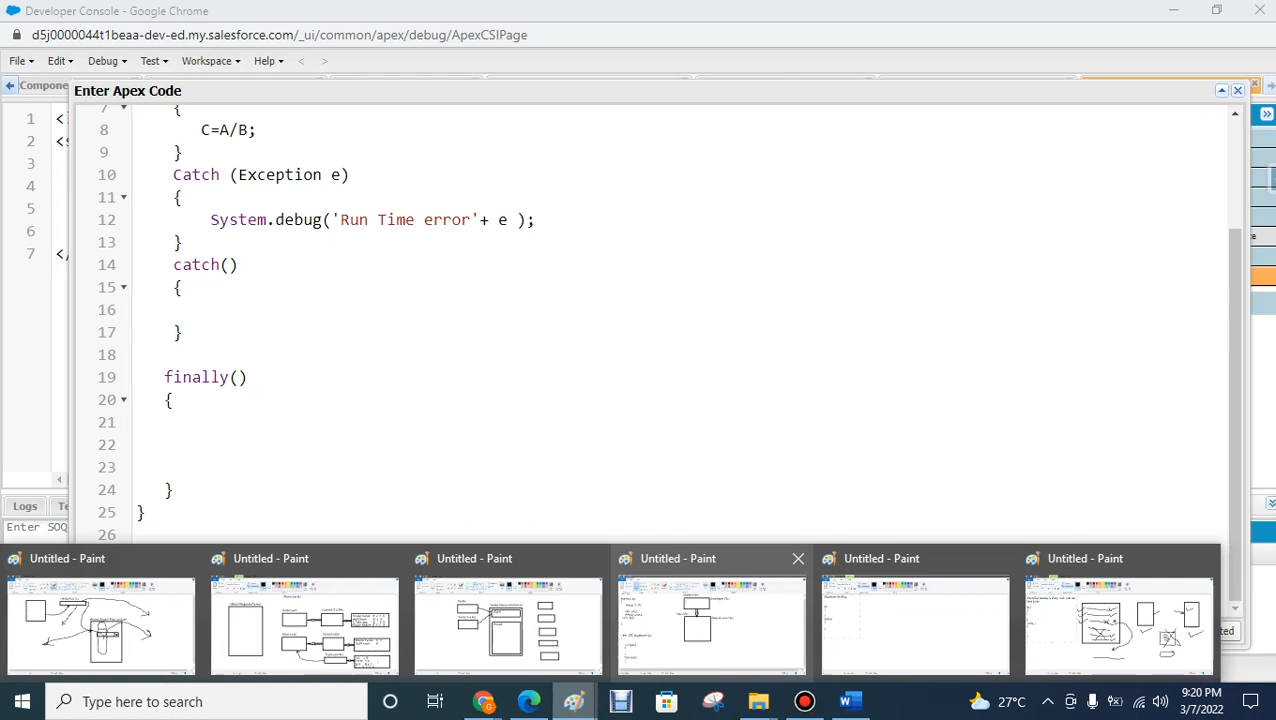 Developer Console - Google Chrome
d5j0000044t1beaa-dev-ed.my.salesforce.com/_ui/common/apex/debug/ApexCSIPage
File Edit Debug Test Workspace Help < >
Compone
Enter Apex Code
1 <
2 <s
3
4
5
6
7 </
7 {
8 C=A/B;
9 }
10 Catch (Exception e)
11 {
12 System.debug('Run Time error'+ e );
13 }
14 catch()
15 {
16
17 }
18
19 finally()
20 {
21
22
23
24 }
25 }
26
Logs Te
Enter SOQ
ted
Untitled - Paint Untitled - Paint Untitled - Paint Untitled - Paint Untitled - Paint Untitled - Paint
Type here to search
27°C
9:20 PM
3/7/2022